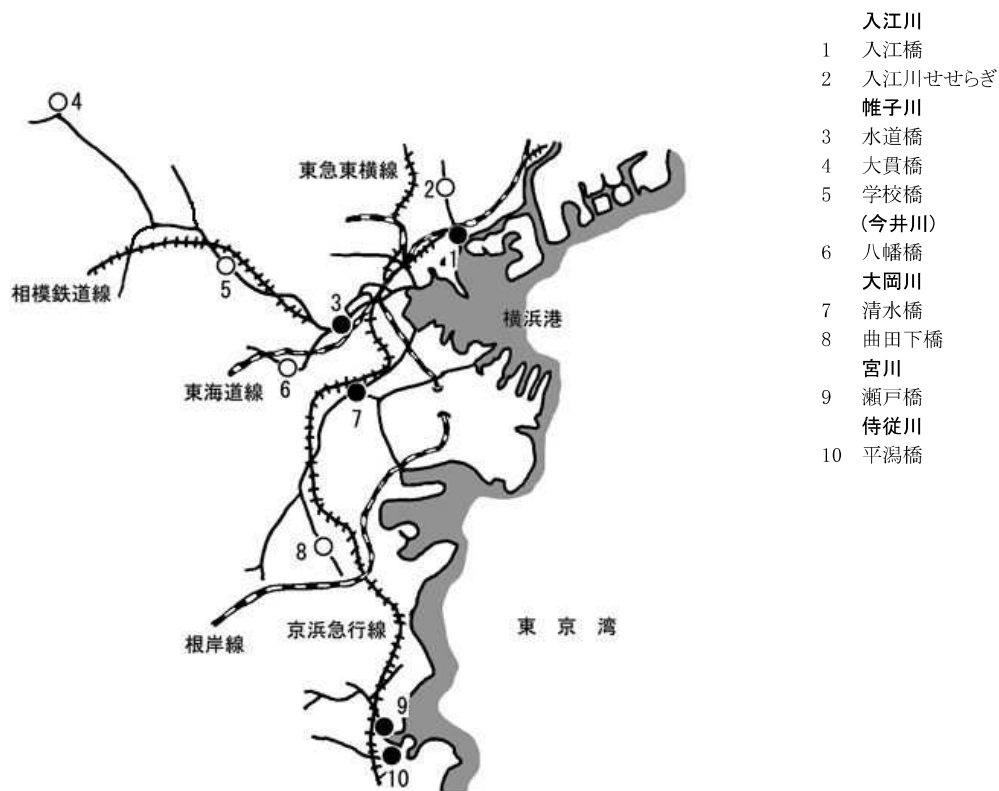 4
東急東横線
2
1
5
3
相模鉄道線
横浜港
6
東海道線
7
8
根岸線
京浜急行線
東京湾
9
10
入江川
1 入江橋
2 入江川せせらぎ
帷子川
3 水道橋
4 大貫橋
5 学校橋
(今井川)
6 八幡橋
大岡川
7 清水橋
8 曲田下橋
宮川
9 瀬戸橋
侍従川
10 平潟橋